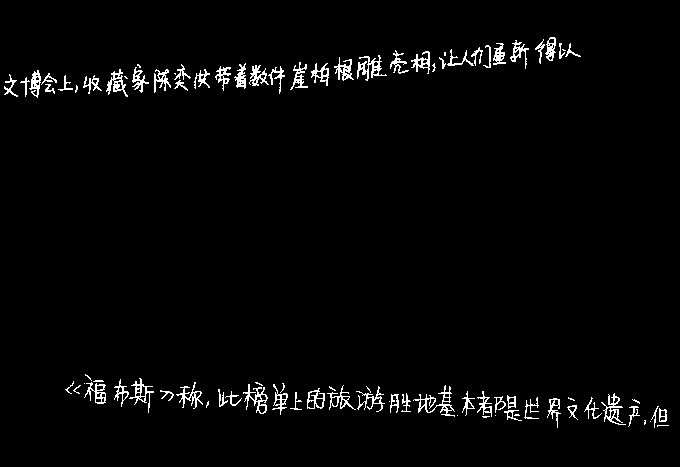 文博会上,收藏家陈奕仪带着数件崖柏根雕亮相,让人们重新得以
《福布斯》称,此榜单上的旅游胜地基本都是世界文化遗产,但